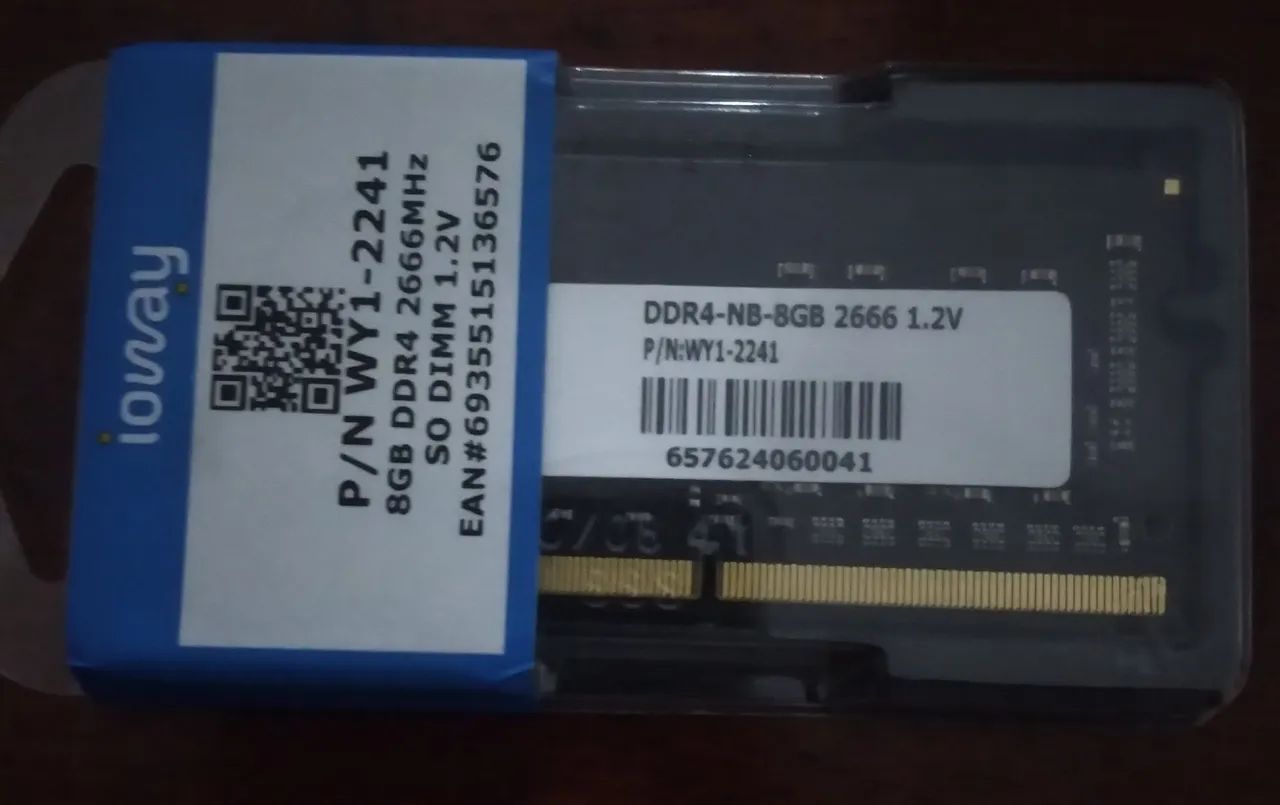 ioway
P/N WY1-2241
8GB DDR4 2666MHz
SO DIMM 1.2V
EAN#6935515136576
DDR4-NB-8GB 2666 1.2V
P/N:WY1-2241
657624060041